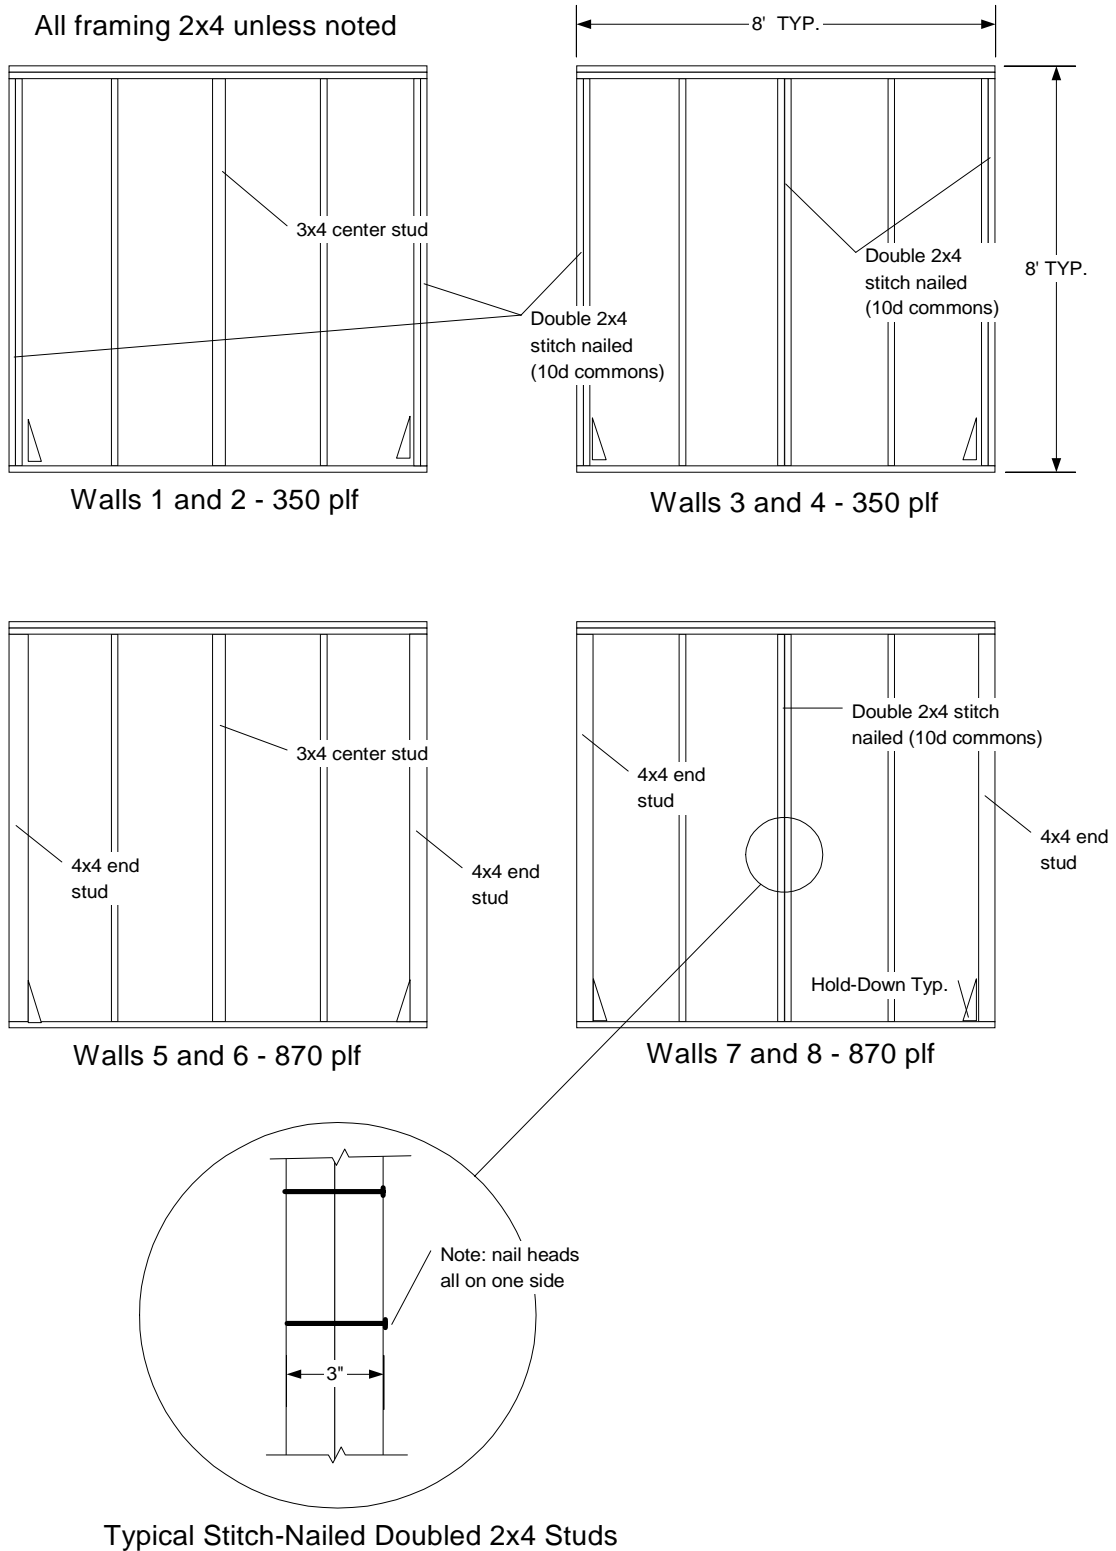 All framing 2x4 unless noted
8' TYP.
3x4 center stud
Double 2x4
stitch nailed
(10d commons)
Double 2x4
stitch nailed
(10d commons)
8' TYP.
Walls 1 and 2 - 350 plf
Walls 3 and 4 - 350 plf
3x4 center stud
4x4 end
stud
4x4 end
stud
Double 2x4 stitch
nailed (10d commons)
4x4 end
stud
4x4 end
stud
Hold-Down Typ.
Walls 5 and 6 - 870 plf
Walls 7 and 8 - 870 plf
Note: nail heads
all on one side
3"
Typical Stitch-Nailed Doubled 2x4 Studs